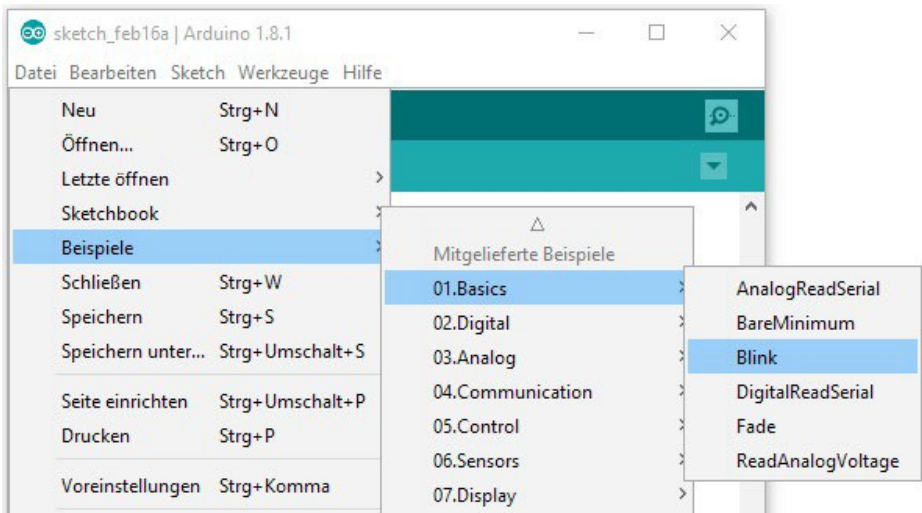 sketch_feb16a | Arduino 1.8.1
Datei Bearbeiten Sketch Werkzeuge Hilfe
Neu Strg+N
Öffnen... Strg+O
Letzte öffnen
Sketchbook
Beispiele
Schließen Strg+W
Speichern Strg+S
Speichern unter... Strg+Umschalt+S
Seite einrichten Strg+Umschalt+P
Drucken Strg+P
Voreinstellungen Strg+Komma
Mitgelieferte Beispiele
01.Basics
02.Digital
03.Analog
04.Communication
05.Control
06.Sensors
07.Display
AnalogReadSerial
BareMinimum
Blink
DigitalReadSerial
Fade
ReadAnalogVoltage